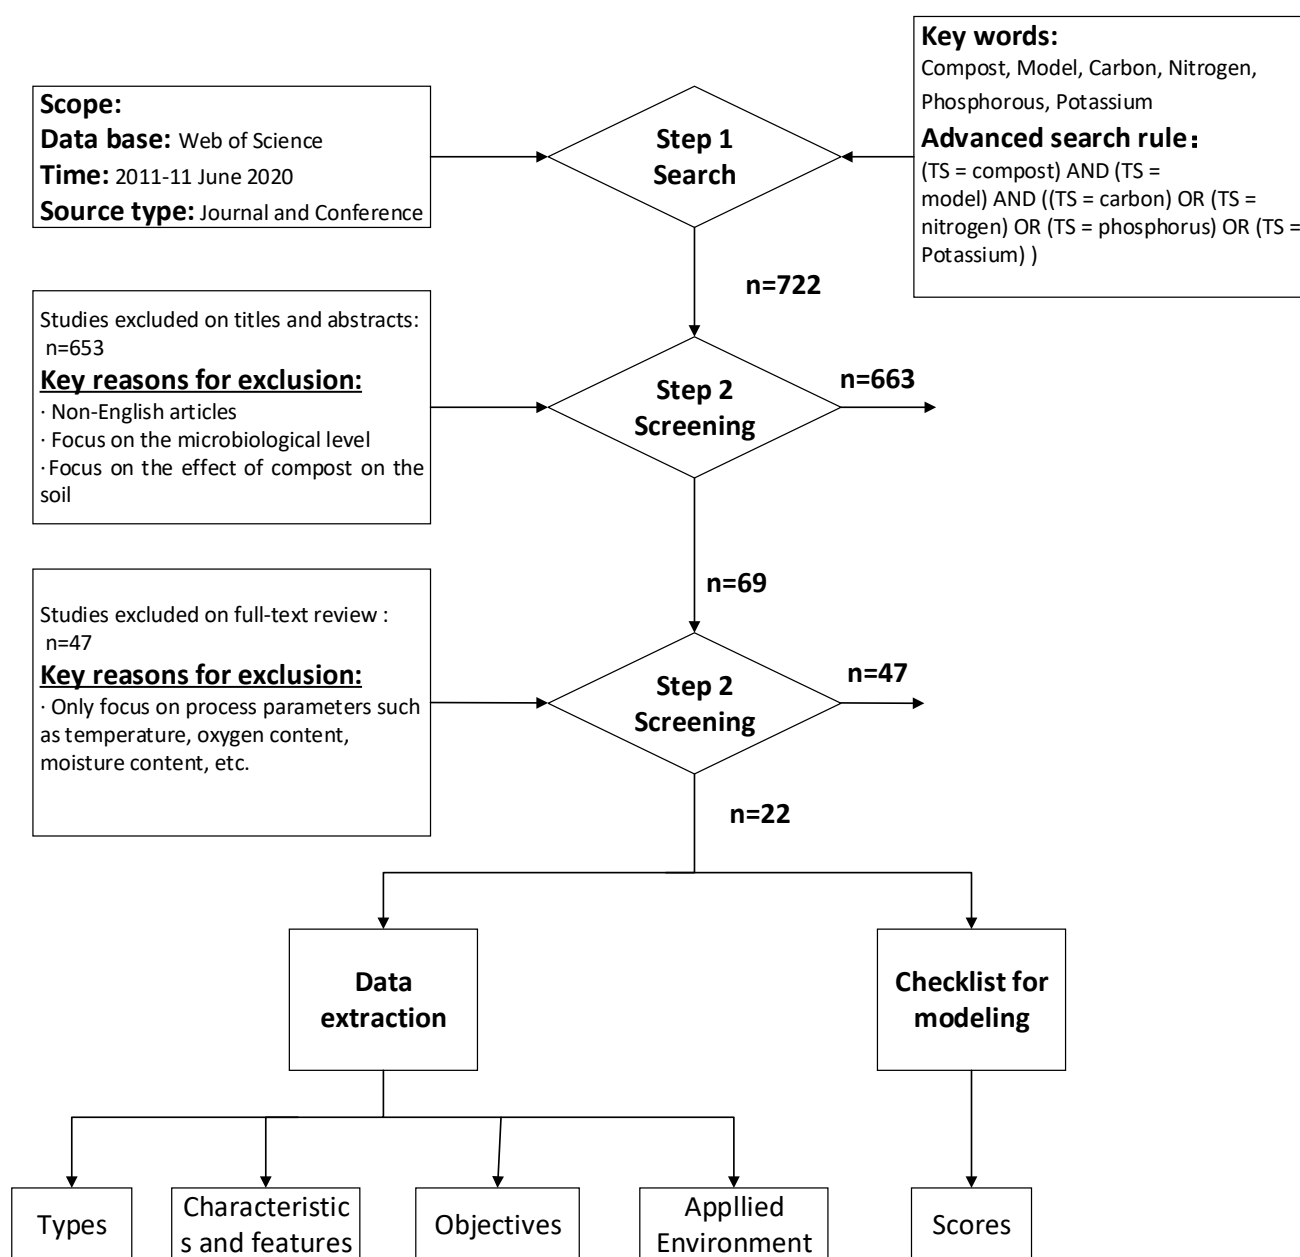 Scope:
Data base: Web of Science
Time: 2011-11 June 2020
Source type: Journal and Conference
Step 1
Search
Key words:
Compost, Model, Carbon, Nitrogen,
Phosphorous, Potassium
Advanced search rule：
(TS = compost) AND (TS =
model) AND ((TS = carbon) OR (TS =
nitrogen) OR (TS = phosphorus) OR (TS =
Potassium) )
n=722
Studies excluded on titles and abstracts:
n=653
Key reasons for exclusion:
· Non-English articles
· Focus on the microbiological level
· Focus on the effect of compost on the
soil
Step 2
Screening
n=663
n=69
Studies excluded on full-text review :
n=47
Key reasons for exclusion:
· Only focus on process parameters such
as temperature, oxygen content,
moisture content, etc.
Step 2
Screening
n=47
n=22
Data
extraction
Checklist for
modeling
Types
Characteristic
s and features
Objectives
Appllied
Environment
Scores